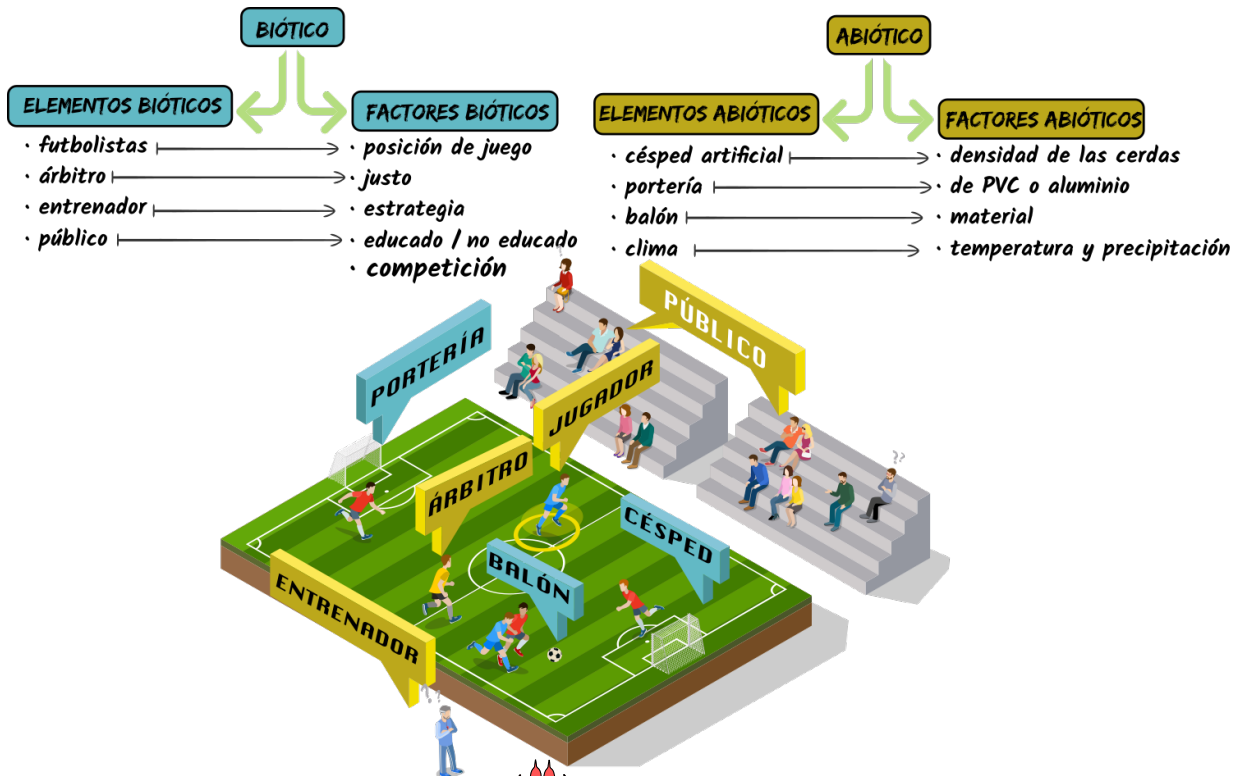 BIÓTICO
ELEMENTOS BIÓTICOS
FACTORES BIÓTICOS
· futbolistas
· posición de juego
· árbitro
· justo
· entrenador
· estrategia
· público
· educado / no educado
· competición
ABIÓTICO
ELEMENTOS ABIÓTICOS
FACTORES ABIÓTICOS
· césped artificial
· densidad de las cerdas
· portería
· de PVC o aluminio
· balón
· material
· clima
· temperatura y precipitación
PÚBLICO
PORTERÍA
JUGADOR
ÁRBITRO
CÉSPED
BALÓN
ENTRENADOR
??